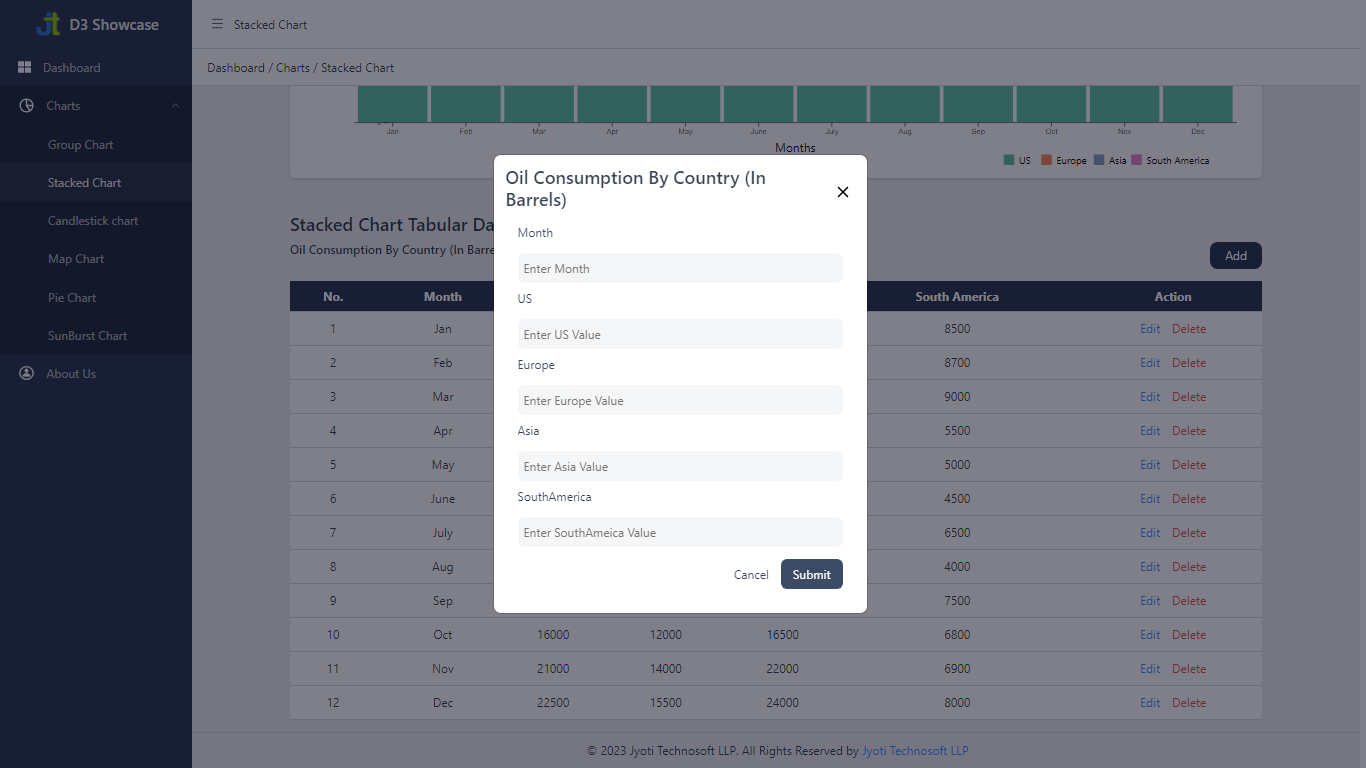 D3 Showcase
Stacked Chart
Dashboard
Dashboard / Charts / Stacked Chart
Charts
Group Chart
Stacked Chart
Candlestick chart
Map Chart
Pie Chart
SunBurst Chart
About Us
Jan Feb Mar Apr May June July Aug Sep Oct Nov Dec
Months
US Europe Asia South America
Stacked Chart Tabular Da
Oil Consumption By Country (In Barre
Add
No. Month South America Action
1 Jan 8500 Edit Delete
2 Feb 8700 Edit Delete
3 Mar 9000 Edit Delete
4 Apr 5500 Edit Delete
5 May 5000 Edit Delete
6 June 4500 Edit Delete
7 July 6500 Edit Delete
8 Aug 4000 Edit Delete
9 Sep 7500 Edit Delete
10 Oct 16000 12000 16500 6800 Edit Delete
11 Nov 21000 14000 22000 6900 Edit Delete
12 Dec 22500 15500 24000 8000 Edit Delete
Oil Consumption By Country (In
Barrels)
Month
Enter Month
US
Enter US Value
Europe
Enter Europe Value
Asia
Enter Asia Value
SouthAmerica
Enter SouthAmeica Value
Cancel Submit
© 2023 Jyoti Technosoft LLP. All Rights Reserved by Jyoti Technosoft LLP